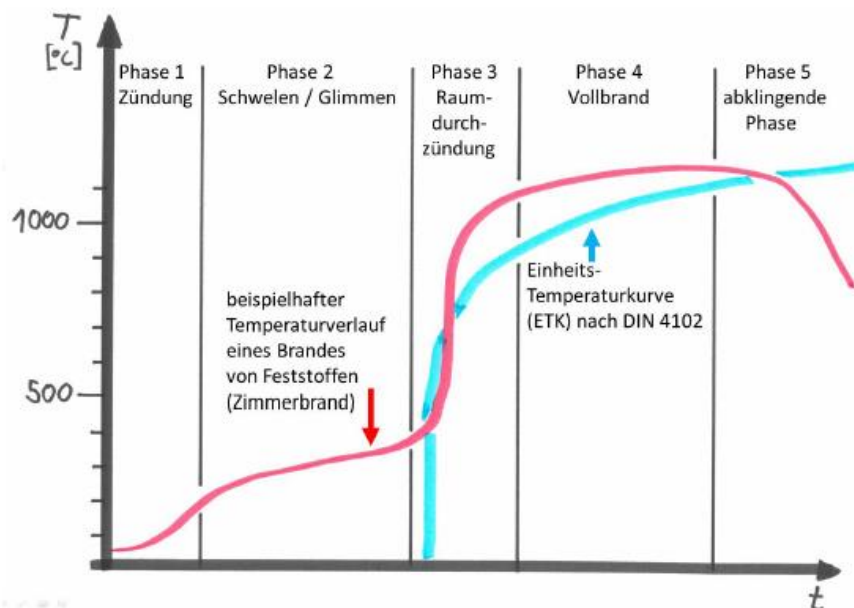 T
[°C]
Phase 1
Zündung
Phase 2
Schwelen / Glimmen
Phase 3
Raum-
durch-
zündung
Phase 4
Vollbrand
Phase 5
abklingende
Phase
1000
500
beispielhafter
Temperaturverlauf
eines Brandes
von Feststoffen
(Zimmerbrand)
Einheits-
Temperaturkurve
(ETK) nach DIN 4102
t